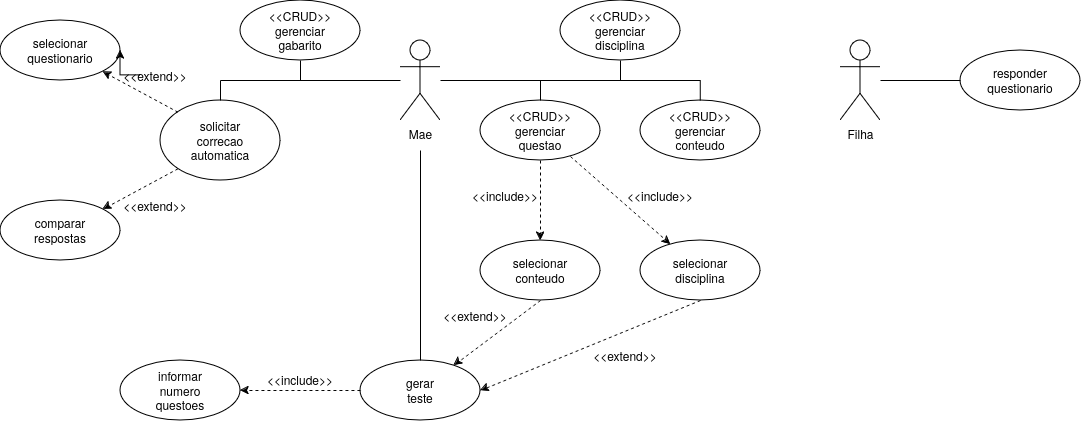 <<CRUD>>
gerenciar
gabarito
<<CRUD>>
gerenciar
disciplina
selecionar
questionario
<<extend>>
responder
questionario
solicitar
correcao
automatica
Mae
<<CRUD>>
gerenciar
questao
<<CRUD>>
gerenciar
conteudo
Filha
<<extend>>
<<include>>
<<include>>
comparar
respostas
selecionar
conteudo
selecionar
disciplina
<<extend>>
<<extend>>
informar
numero
questoes
<<include>>
gerar
teste